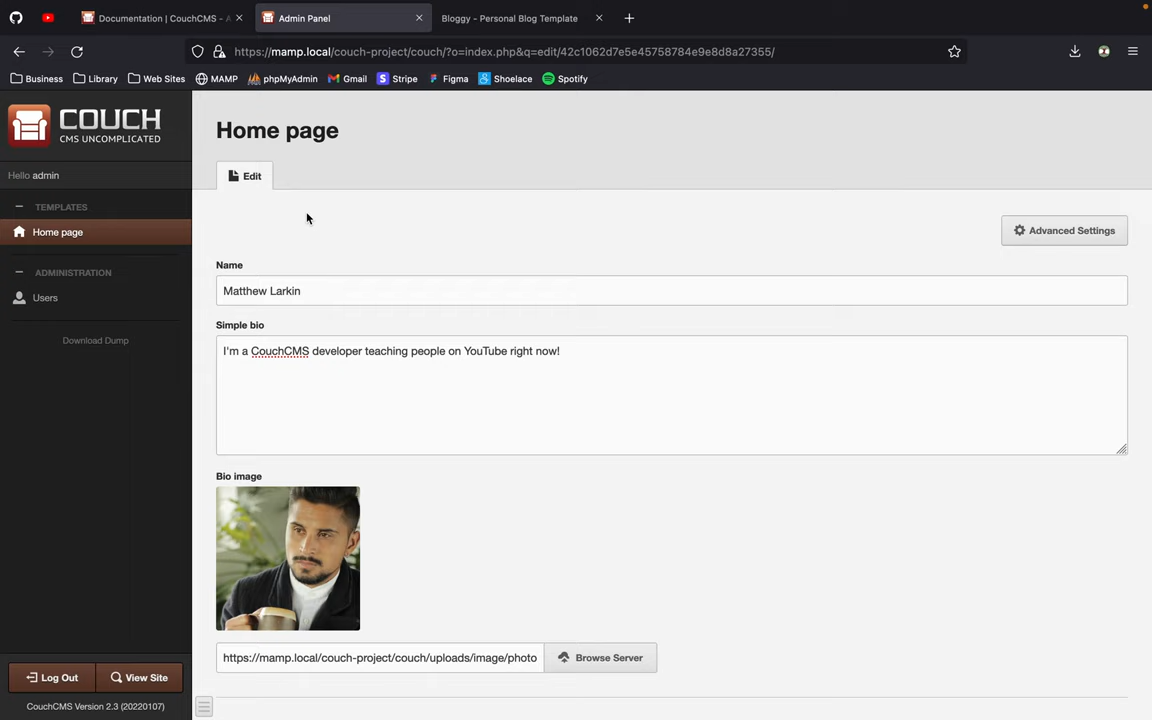 Documentation | CouchCMS - A
Admin Panel
Bloggy - Personal Blog Template
https://mamp.local/couch-project/couch/?o=index.php&q=edit/42c1062d7e5e45758784e9e8d8a27355/
Business
Library
Web Sites
MAMP
phpMyAdmin
Gmail
Stripe
Figma
Shoelace
Spotify
COUCH
CMS UNCOMPLICATED
Hello admin
TEMPLATES
Home page
ADMINISTRATION
Users
Download Dump
Log Out
View Site
CouchCMS Version 2.3 (20220107)
Home page
Edit
Advanced Settings
Name
Matthew Larkin
Simple bio
I'm a CouchCMS developer teaching people on YouTube right now!
Bio image
https://mamp.local/couch-project/couch/uploads/image/photo
Browse Server